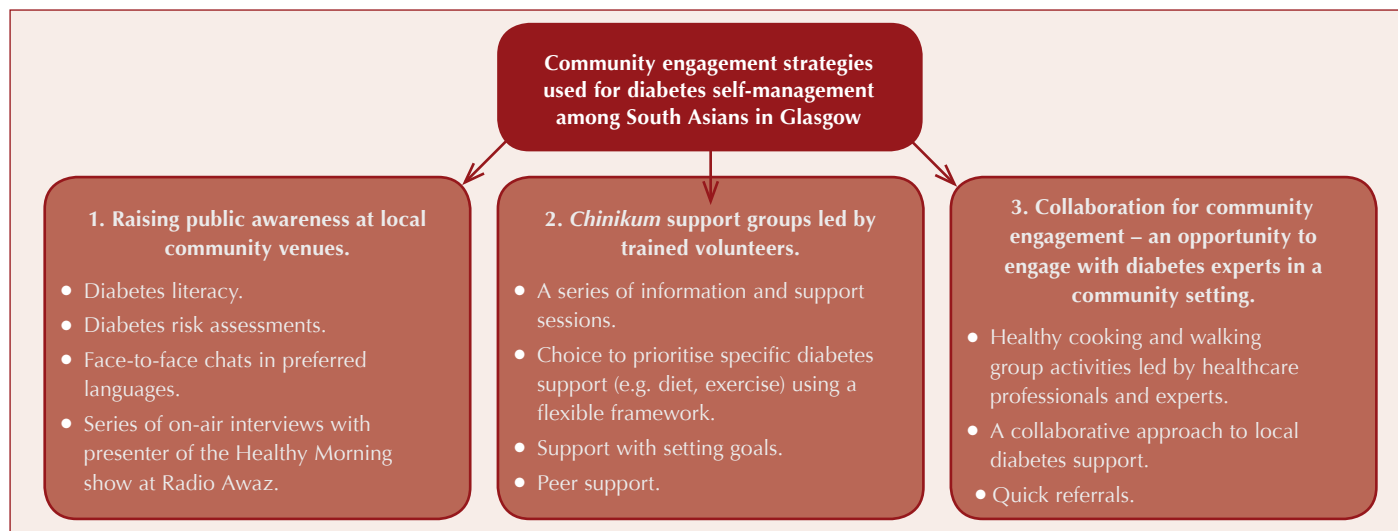 Community engagement strategies
used for diabetes self-management
among South Asians in Glasgow
1. Raising public awareness at local
community venues.
• Diabetes literacy.
• Diabetes risk assessments.
• Face-to-face chats in preferred
languages.
• Series of on-air interviews with
presenter of the Healthy Morning
show at Radio Awaz.
2. Chinikum support groups led by
trained volunteers.
• A series of information and support
sessions.
• Choice to prioritise specific diabetes
support (e.g. diet, exercise) using a
flexible framework.
• Support with setting goals.
• Peer support.
3. Collaboration for community
engagement – an opportunity to
engage with diabetes experts in a
community setting.
• Healthy cooking and walking
group activities led by healthcare
professionals and experts.
• A collaborative approach to local
diabetes support.
• Quick referrals.